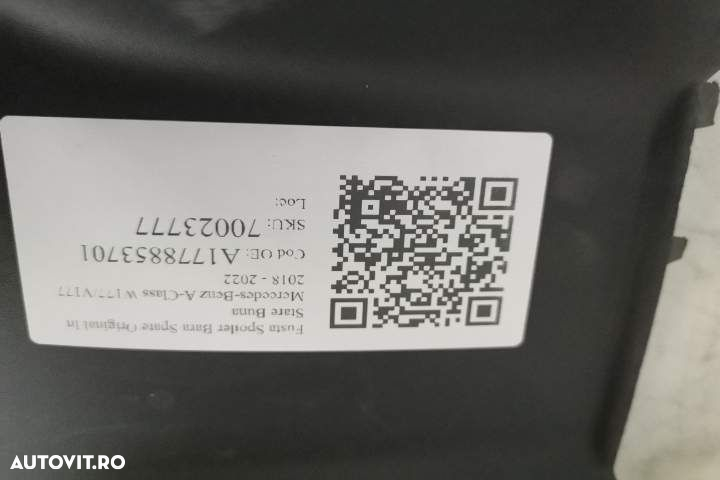 Fusta Spoiler Bara Spate Original In
Stare Buna
Mercedes-Benz A-Class W177/V177
2018 - 2022
Cod OE: A1778853701
SKU: 70023777
Loc:
AUTOVIT.RO